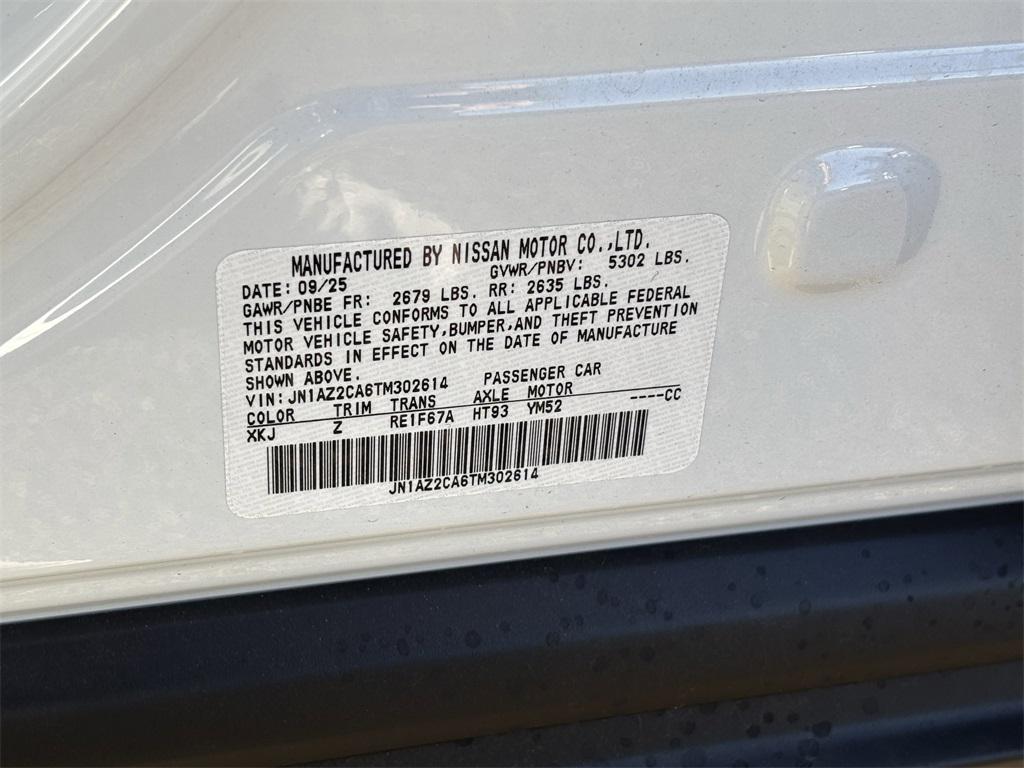 MANUFACTURED BY NISSAN MOTOR CO.,LTD.
DATE: 09/25 GVWR/PNBV: 5302 LBS.
GAWR/PNBE FR: 2679 LBS. RR: 2635 LBS.
THIS VEHICLE CONFORMS TO ALL APPLICABLE FEDERAL
MOTOR VEHICLE SAFETY,BUMPER,AND THEFT PREVENTION
STANDARDS IN EFFECT ON THE DATE OF MANUFACTURE
SHOWN ABOVE.
VIN:JN1AZ2CA6TM302614 PASSENGER CAR
COLOR TRIM TRANS AXLE MOTOR
XKJ Z RE1F67A HT93 YM52 ----CC
JN1AZ2CA6TM302614